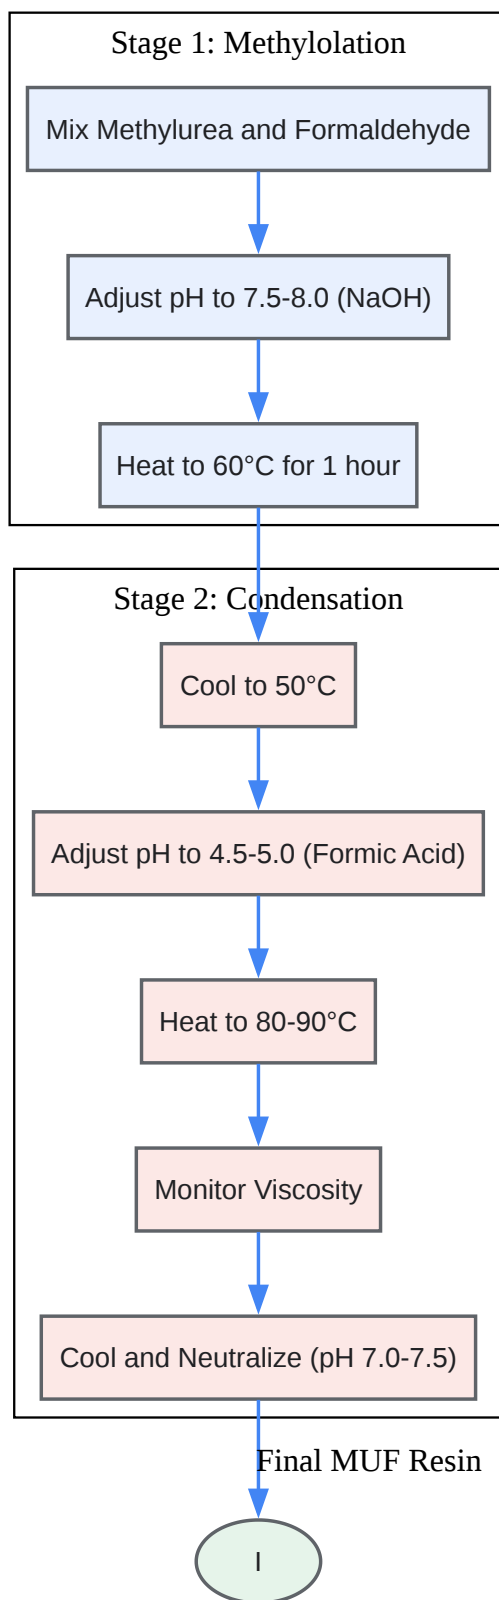 Stage 1: Methylolation
Mix Methylurea and Formaldehyde
Adjust pH to 7.5-8.0 (NaOH)
Heat to 60°C for 1 hour
Stage 2: Condensation
Cool to 50°C
Adjust pH to 4.5-5.0 (Formic Acid)
Heat to 80-90°C
Monitor Viscosity
Cool and Neutralize (pH 7.0-7.5)
Final MUF Resin
I